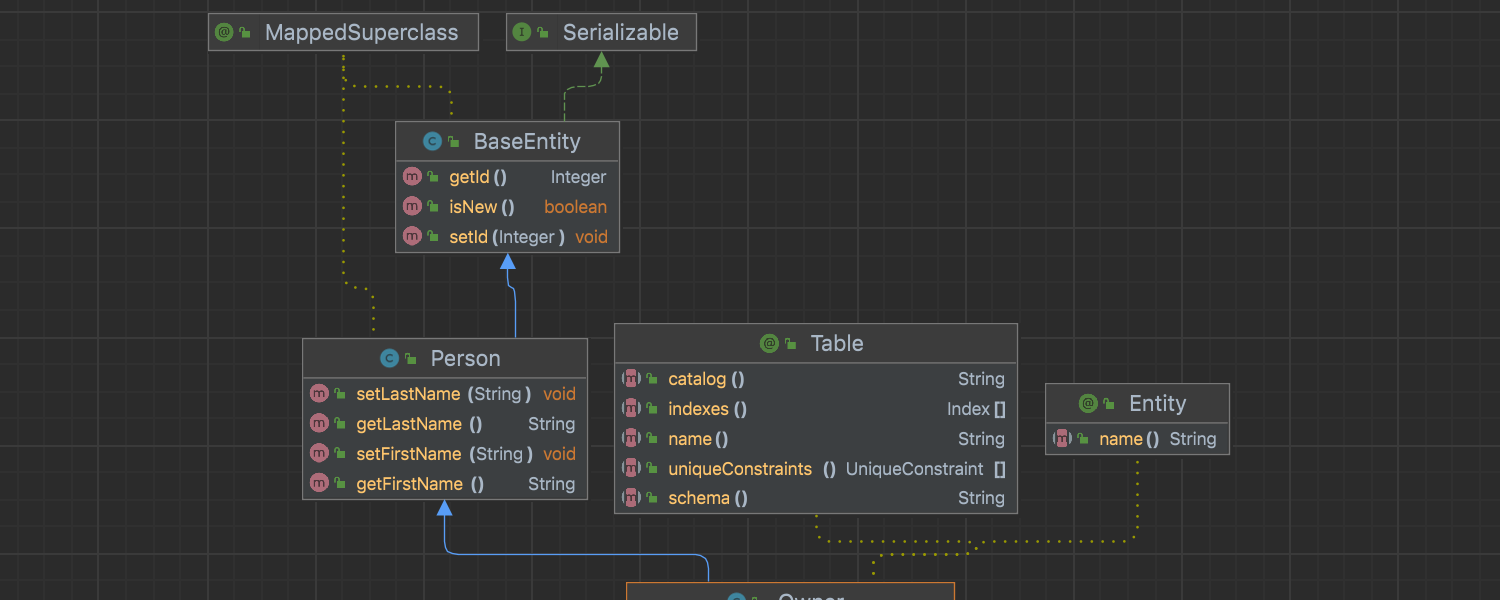 MappedSuperclass
Serializable
BaseEntity
getId () Integer
isNew () boolean
setId (Integer ) void
Person
setLastName (String ) void
getLastName () String
setFirstName (String ) void
getFirstName () String
Table
catalog () String
indexes () Index []
name () String
uniqueConstraints () UniqueConstraint []
schema () String
Entity
name () String
Owner